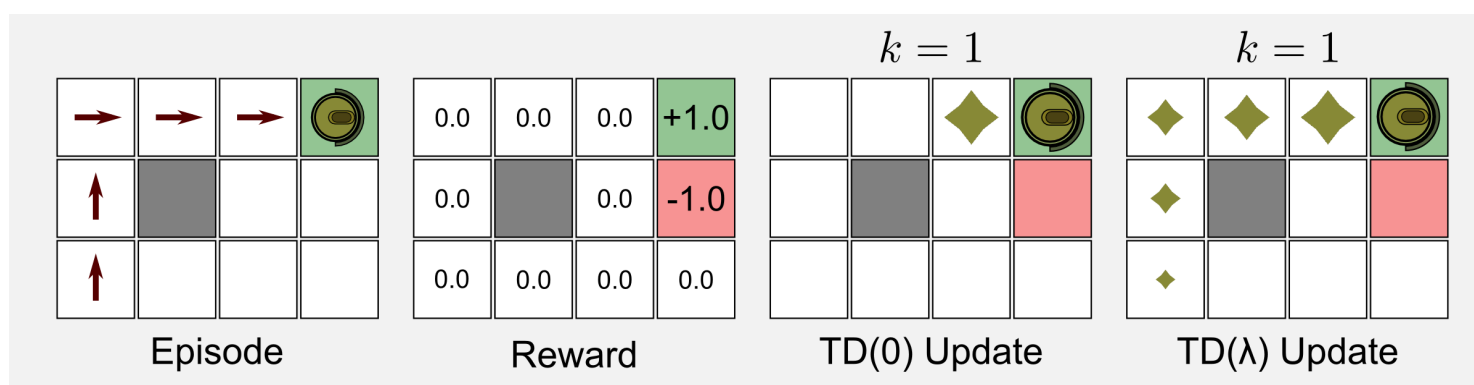 k = 1 k = 1
0.0 0.0 0.0 +1.0
0.0 0.0 -1.0
0.0 0.0 0.0 0.0
Episode Reward TD(0) Update TD(λ) Update